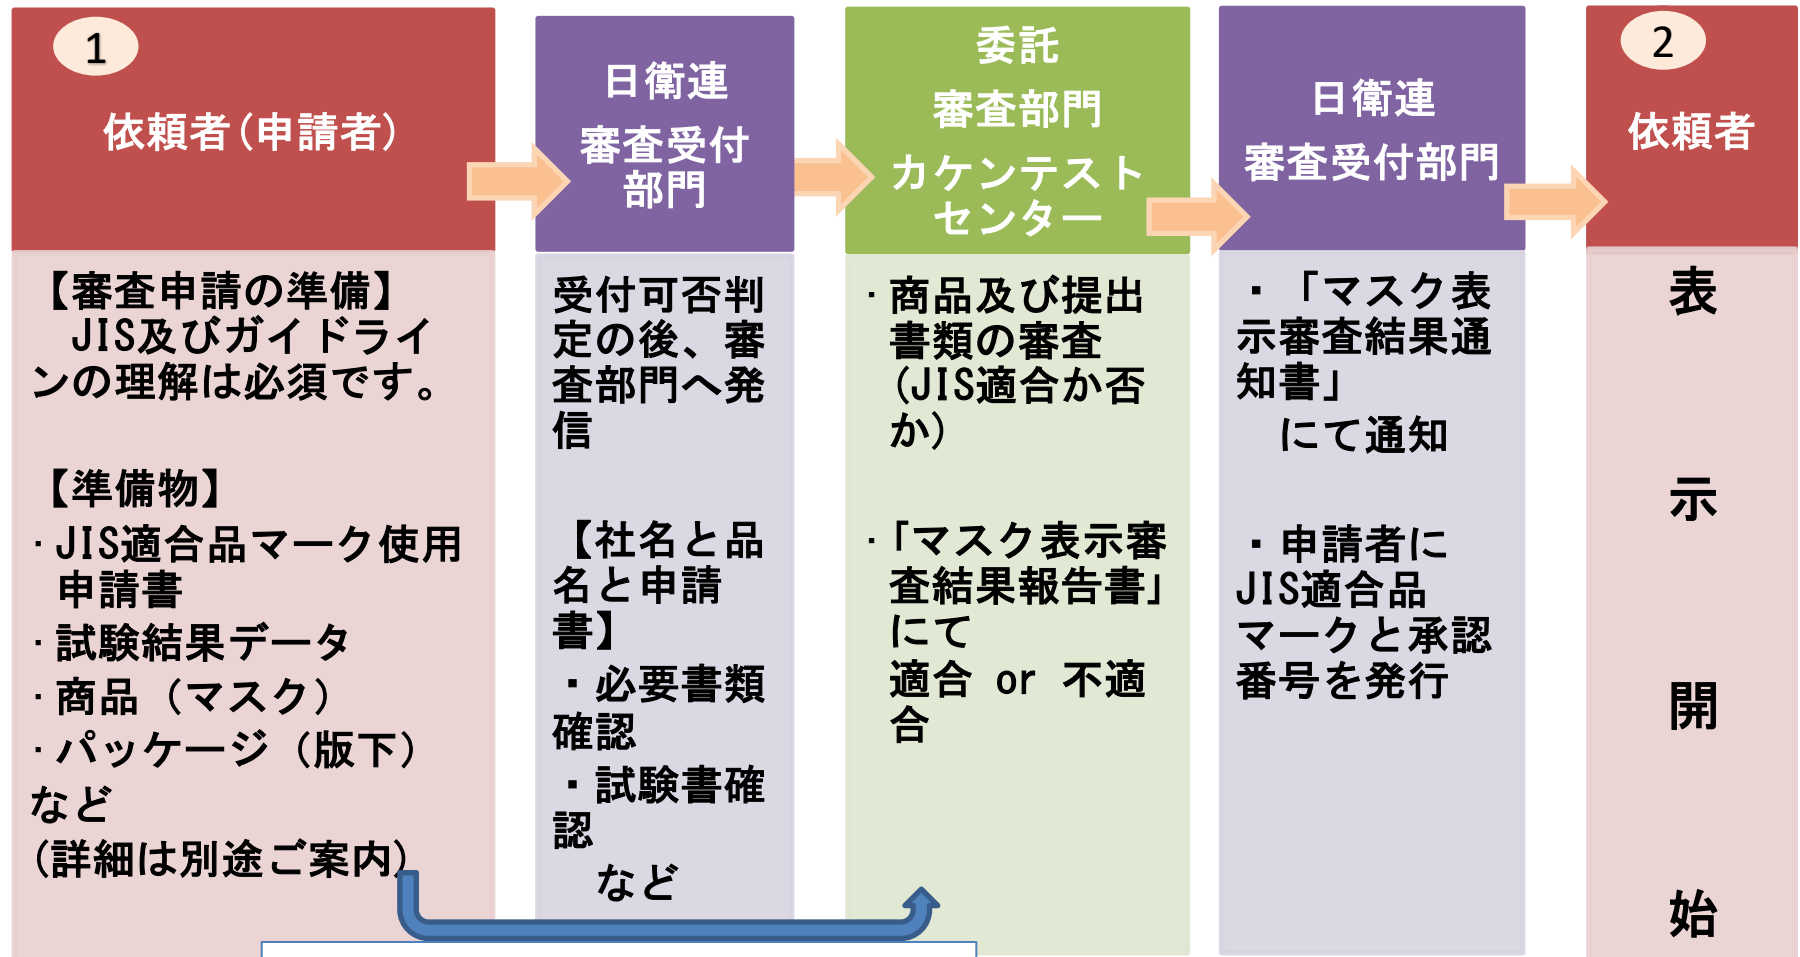 1
依頼者(申請者)
【審査申請の準備】
JIS及びガイドライ
ンの理解は必須です。
【準備物】
・JIS適合品マーク使用
申請書
・試験結果データ
・商品（マスク）
・パッケージ（版下）
など
(詳細は別途ご案内)
日衛連
審査受付
部門
受付可否判
定の後、審
査部門へ発
信
【社名と品
名と申請
書】
・必要書類
確認
・試験書確
認
など
委託
審査部門
カケンテスト
センター
・商品及び提出
書類の審査
(JIS適合か否
か)
・「マスク表示審
査結果報告書」
にて
適合 or 不適
合
日衛連
審査受付部門
・「マスク表
示審査結果通
知書」
にて通知
・申請者に
JIS適合品
マークと承認
番号を発行
2
依頼者
表
示
開
始